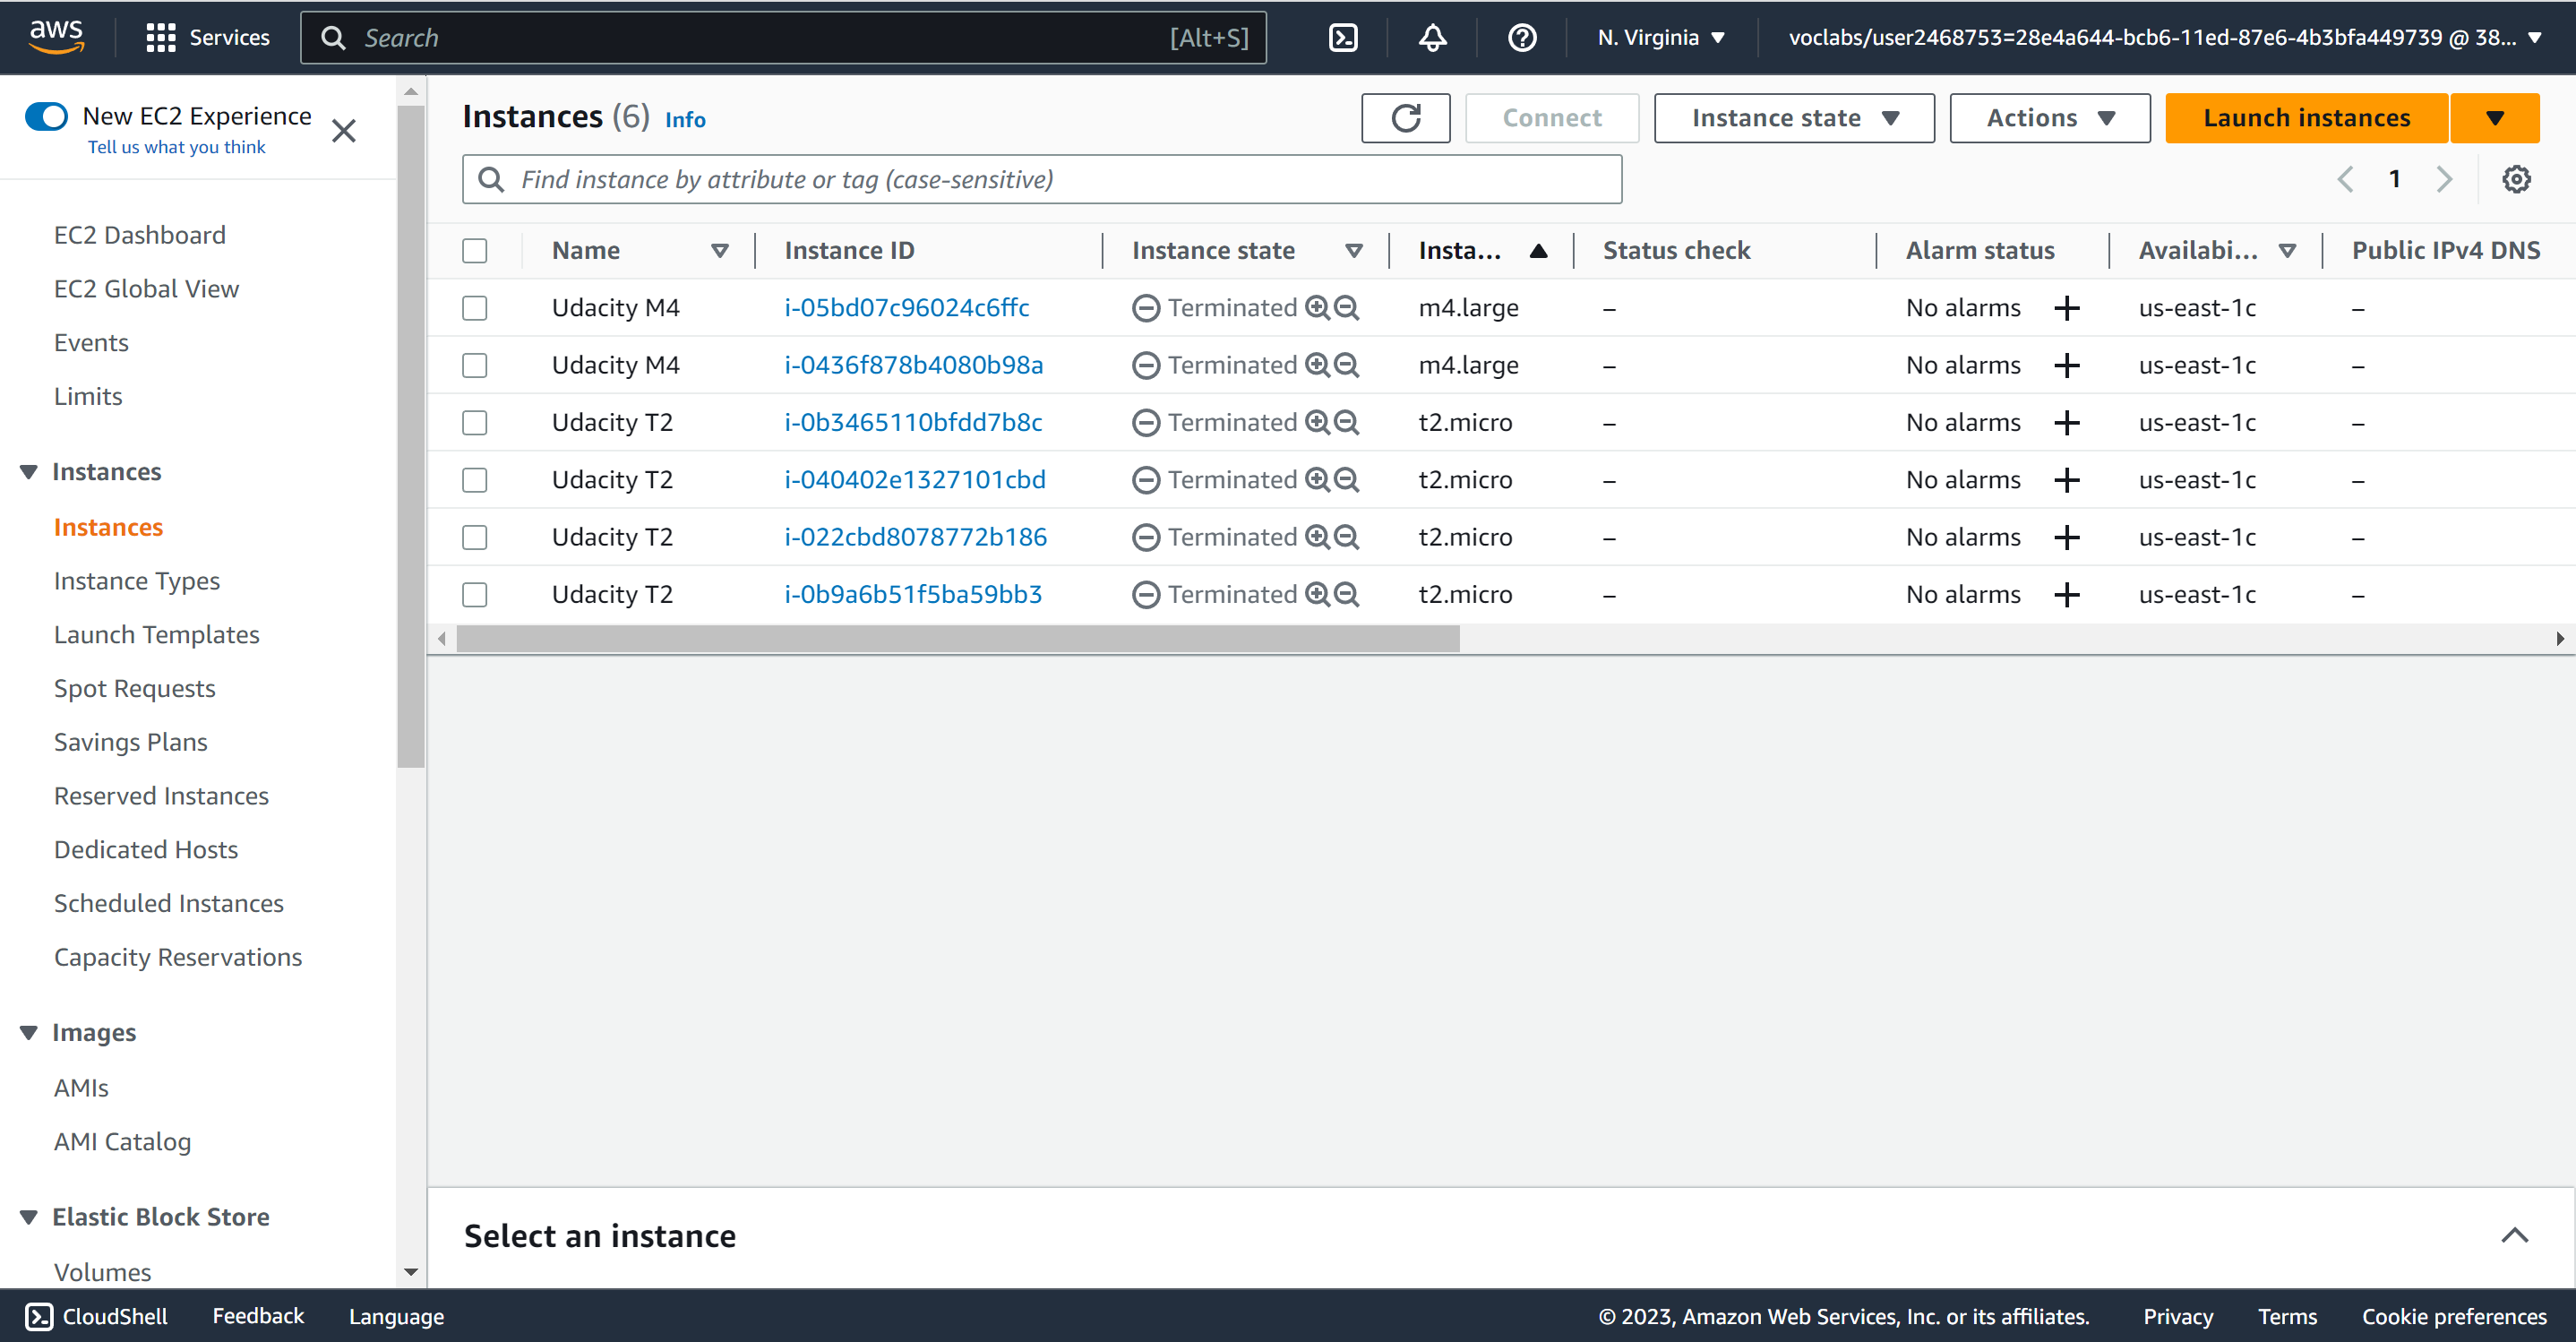 aws Services Search [Alt+S] N. Virginia voclabs/user2468753=28e4a644-bcb6-11ed-87e6-4b3bfa449739 @ 38...
New EC2 Experience
Tell us what you think
EC2 Dashboard
EC2 Global View
Events
Limits
Instances
Instances
Instance Types
Launch Templates
Spot Requests
Savings Plans
Reserved Instances
Dedicated Hosts
Scheduled Instances
Capacity Reservations
Images
AMIs
AMI Catalog
Elastic Block Store
Volumes
Instances (6) Info Connect Instance state Actions Launch instances
Find instance by attribute or tag (case-sensitive) 1
Name Instance ID Instance state Insta... Status check Alarm status Availabi... Public IPv4 DNS
Udacity M4 i-05bd07c96024c6ffc Terminated m4.large – No alarms + us-east-1c –
Udacity M4 i-0436f878b4080b98a Terminated m4.large – No alarms + us-east-1c –
Udacity T2 i-0b3465110bfdd7b8c Terminated t2.micro – No alarms + us-east-1c –
Udacity T2 i-040402e1327101cbd Terminated t2.micro – No alarms + us-east-1c –
Udacity T2 i-022cbd8078772b186 Terminated t2.micro – No alarms + us-east-1c –
Udacity T2 i-0b9a6b51f5ba59bb3 Terminated t2.micro – No alarms + us-east-1c –
Select an instance
CloudShell Feedback Language © 2023, Amazon Web Services, Inc. or its affiliates. Privacy Terms Cookie preferences